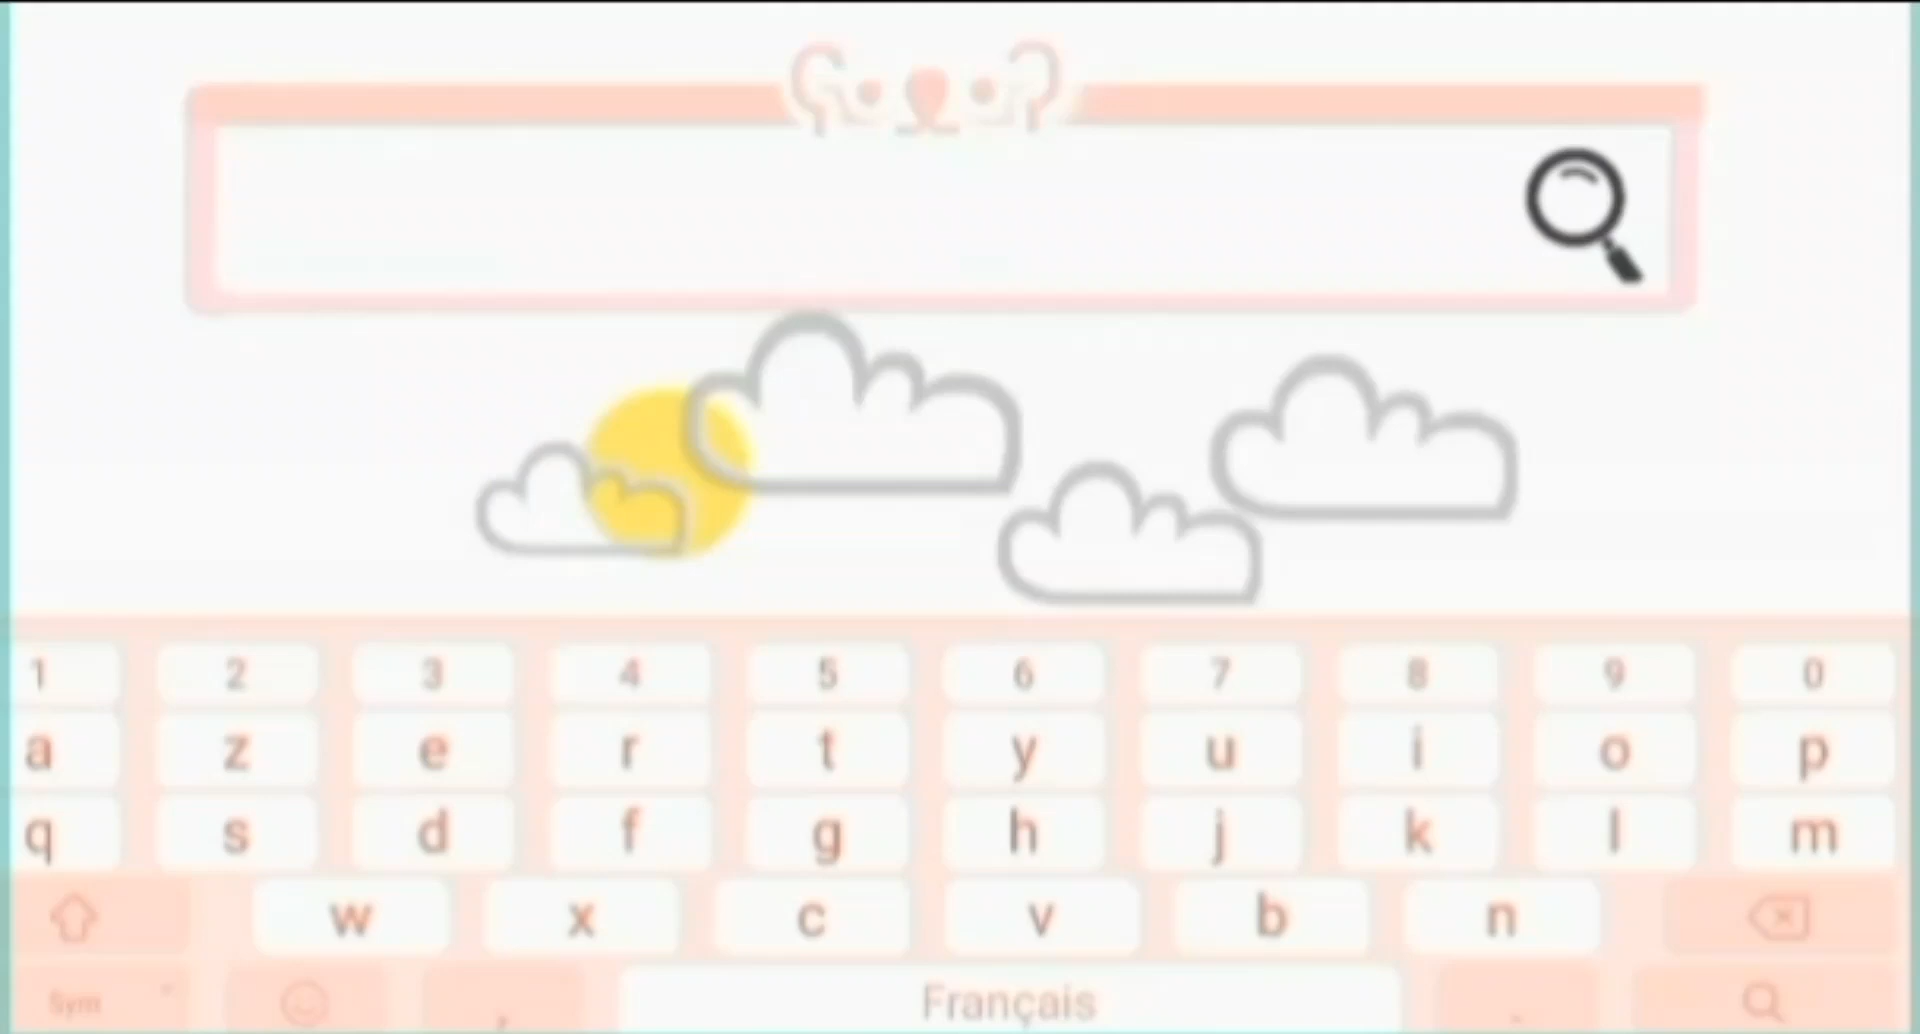 1 2 3 4 5 6 7 8 9 0
a z e r t y u i o p
q s d f g h j k l m
w x c v b n
Sym , Français .